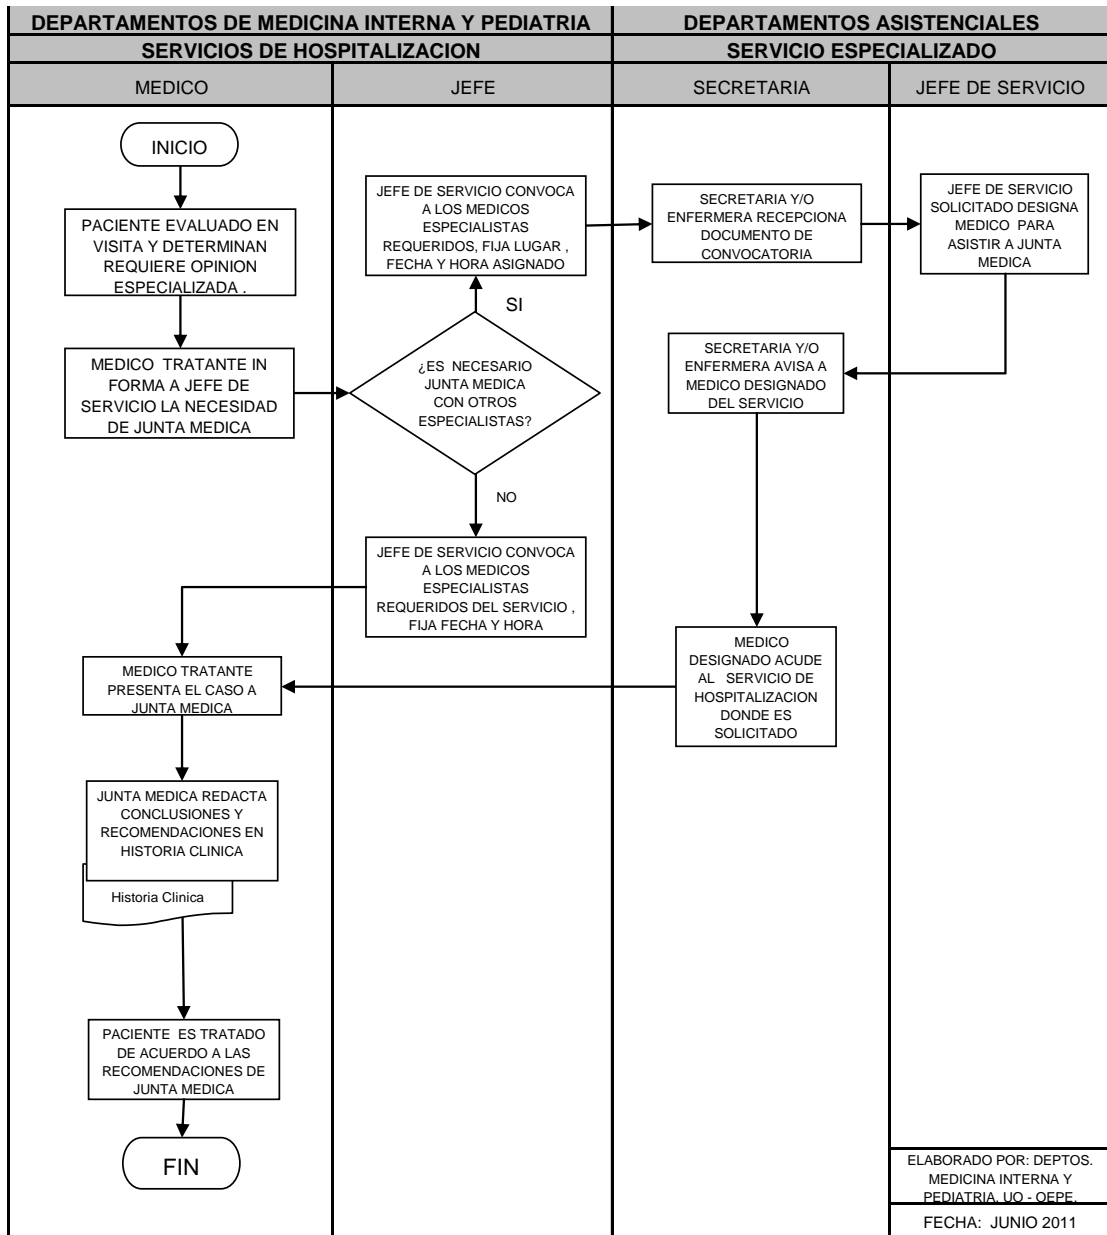 DEPARTAMENTOS DE MEDICINA INTERNA Y PEDIATRIA
DEPARTAMENTOS ASISTENCIALES
SERVICIOS DE HOSPITALIZACION
SERVICIO ESPECIALIZADO
MEDICO
JEFE
SECRETARIA
JEFE DE SERVICIO
INICIO
PACIENTE EVALUADO EN
VISITA Y DETERMINAN
REQUIERE OPINION
ESPECIALIZADA .
MEDICO TRATANTE IN
FORMA A JEFE DE
SERVICIO LA NECESIDAD
DE JUNTA MEDICA
¿ES NECESARIO
JUNTA MEDICA
CON OTROS
ESPECIALISTAS?
SI
JEFE DE SERVICIO CONVOCA
A LOS MEDICOS
ESPECIALISTAS
REQUERIDOS, FIJA LUGAR ,
FECHA Y HORA ASIGNADO
SECRETARIA Y/O
ENFERMERA RECEPCIONA
DOCUMENTO DE
CONVOCATORIA
JEFE DE SERVICIO
SOLICITADO DESIGNA
MEDICO PARA
ASISTIR A JUNTA
MEDICA
SECRETARIA Y/O
ENFERMERA AVISA A
MEDICO DESIGNADO
DEL SERVICIO
NO
JEFE DE SERVICIO CONVOCA
A LOS MEDICOS
ESPECIALISTAS
REQUERIDOS DEL SERVICIO ,
FIJA FECHA Y HORA
MEDICO
DESIGNADO ACUDE
AL SERVICIO DE
HOSPITALIZACION
DONDE ES
SOLICITADO
MEDICO TRATANTE
PRESENTA EL CASO A
JUNTA MEDICA
JUNTA MEDICA REDACTA
CONCLUSIONES Y
RECOMENDACIONES EN
HISTORIA CLINICA
Historia Clinica
PACIENTE ES TRATADO
DE ACUERDO A LAS
RECOMENDACIONES DE
JUNTA MEDICA
FIN
ELABORADO POR: DEPTOS.
MEDICINA INTERNA Y
PEDIATRIA. UO - OEPE.
FECHA: JUNIO 2011